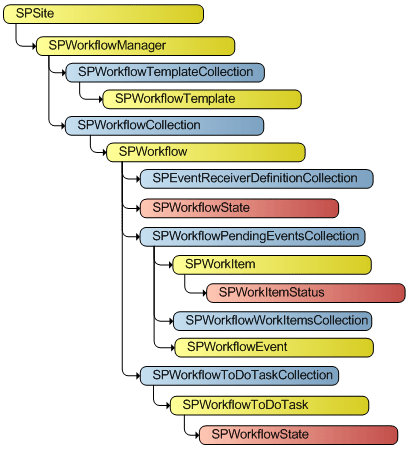 SPSite
SPWorkflowManager
SPWorkflowTemplateCollection
SPWorkflowTemplate
SPWorkflowCollection
SPWorkflow
SPEventReceiverDefinitionCollection
SPWorkflowState
SPWorkflowPendingEventsCollection
SPWorkItem
SPWorkItemStatus
SPWorkflowWorkItemsCollection
SPWorkflowEvent
SPWorkflowToDoTaskCollection
SPWorkflowToDoTask
SPWorkflowState